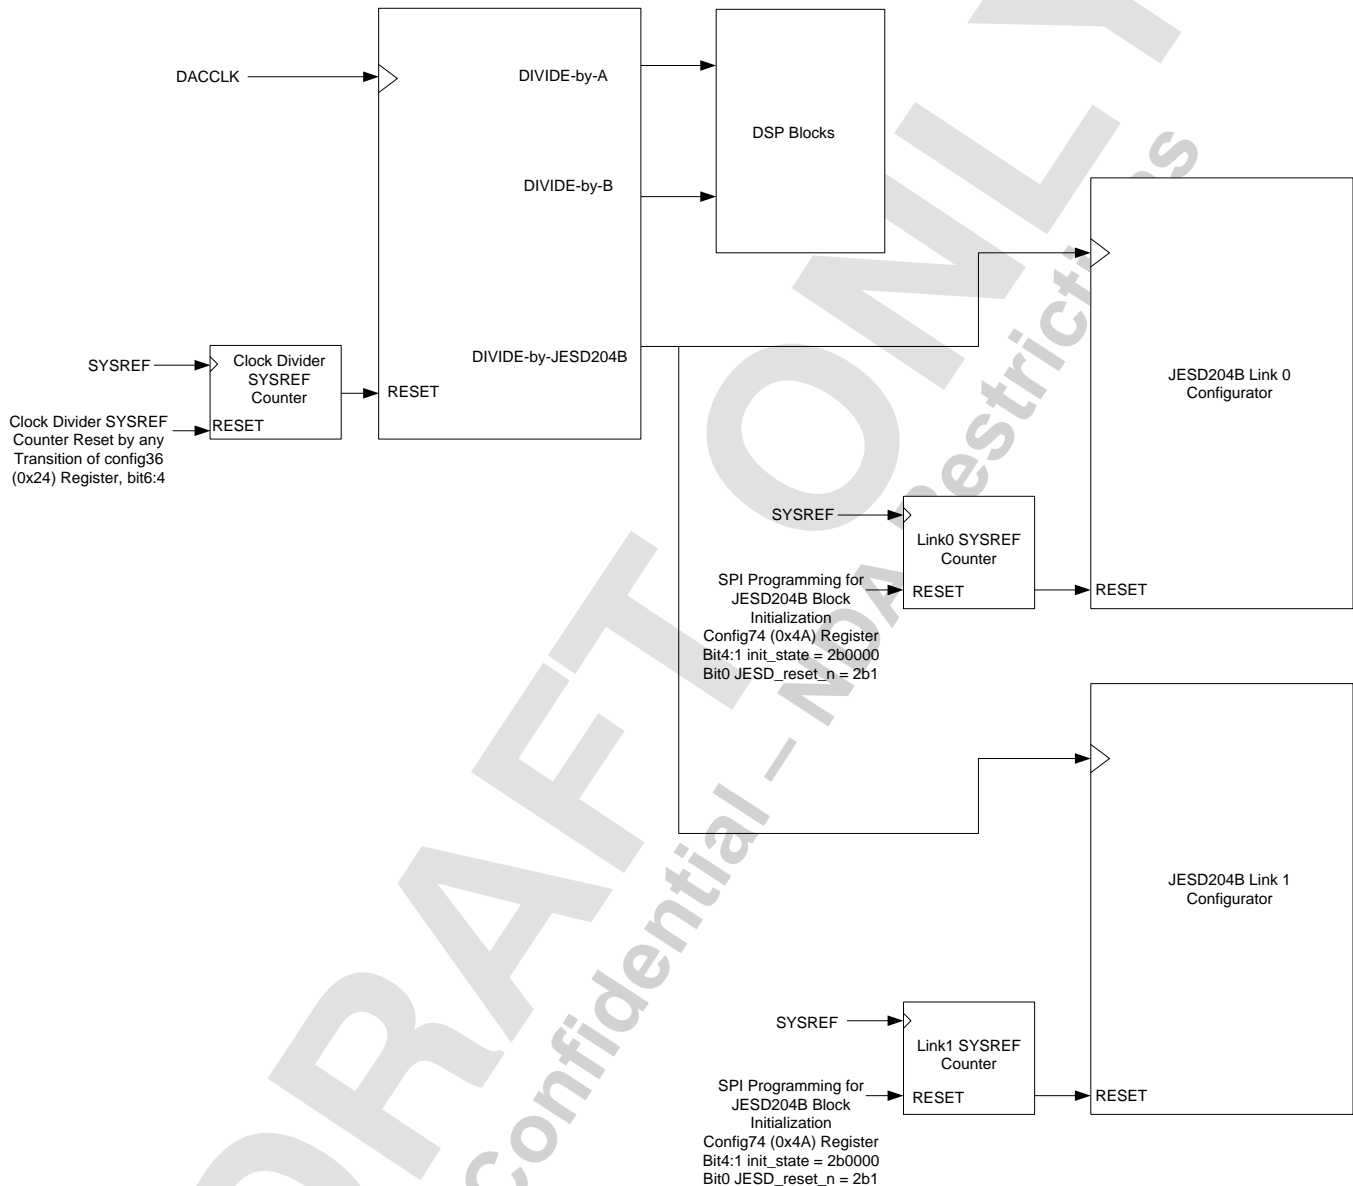 DACCLK
DIVIDE-by-A
DSP Blocks
DIVIDE-by-B
DIVIDE-by-JESD204B
SYSREF
Clock Divider
SYSREF
Counter
RESET
RESET
Clock Divider SYSREF
Counter Reset by any
Transition of config36
(0x24) Register, bit6:4
JESD204B Link 0
Configurator
SYSREF
Link0 SYSREF
Counter
RESET
RESET
SPI Programming for
JESD204B Block
Initialization
Config74 (0x4A) Register
Bit4:1 init_state = 2b0000
Bit0 JESD_reset_n = 2b1
JESD204B Link 1
Configurator
SYSREF
Link1 SYSREF
Counter
RESET
RESET
SPI Programming for
JESD204B Block
Initialization
Config74 (0x4A) Register
Bit4:1 init_state = 2b0000
Bit0 JESD_reset_n = 2b1
DRAFT ONLY
Confidential — NDA Restrictions